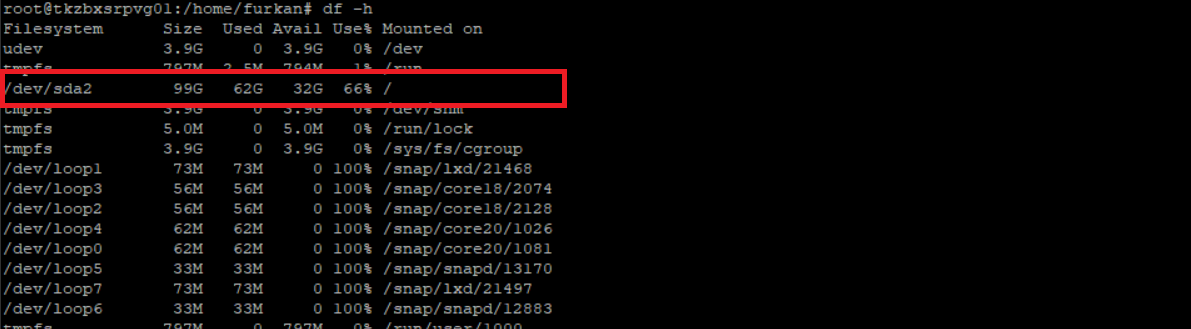 root@tkzbxsrpvg01:/home/furkan# df -h
Filesystem      Size  Used Avail Use% Mounted on
udev            3.9G     0  3.9G   0% /dev
tmpfs           797M  2.5M  794M   1% /run
/dev/sda2        99G   62G   32G  66% /
tmpfs           3.9G     0  3.9G   0% /dev/shm
tmpfs           5.0M     0  5.0M   0% /run/lock
tmpfs           3.9G     0  3.9G   0% /sys/fs/cgroup
/dev/loop1       73M   73M     0 100% /snap/lxd/21468
/dev/loop3       56M   56M     0 100% /snap/core18/2074
/dev/loop2       56M   56M     0 100% /snap/core18/2128
/dev/loop4       62M   62M     0 100% /snap/core20/1026
/dev/loop0       62M   62M     0 100% /snap/core20/1081
/dev/loop5       33M   33M     0 100% /snap/snapd/13170
/dev/loop7       73M   73M     0 100% /snap/lxd/21497
/dev/loop6       33M   33M     0 100% /snap/snapd/12883
tmpfs           797M     0  797M   0% /run/user/1000